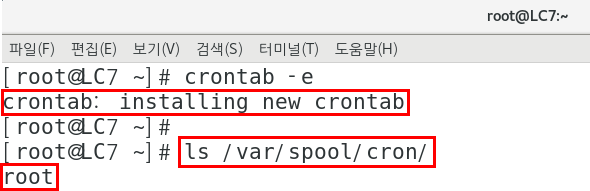 root@LC7:~
파일(F) 편집(E) 보기(V) 검색(S) 터미널(T) 도움말(H)
[root@LC7 ~]# crontab -e
crontab: installing new crontab
[root@LC7 ~]#
[root@LC7 ~]# ls /var/spool/cron/
root